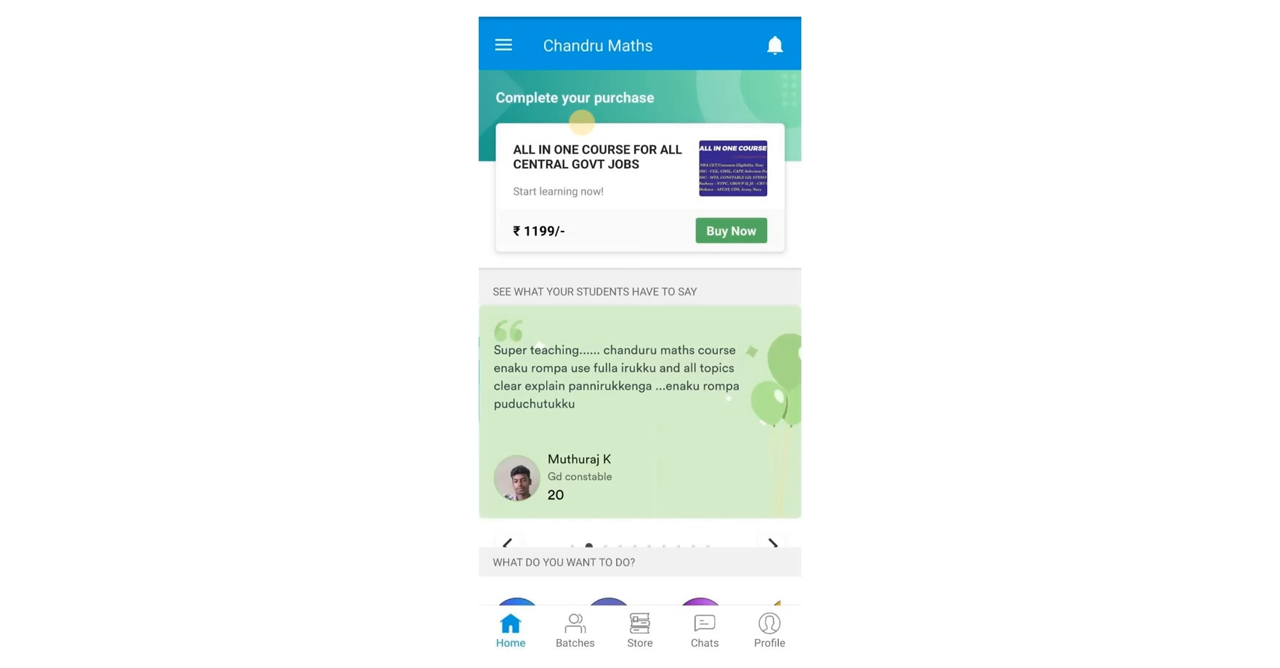 Chandru Maths
Complete your purchase
ALL IN ONE COURSE FOR ALL
CENTRAL GOVT JOBS
Start learning now!
ALL IN ONE COURSE
₹ 1199/-
Buy Now
SEE WHAT YOUR STUDENTS HAVE TO SAY
Super teaching...... chanduru maths course
enaku rompa use fulla irukku and all topics
clear explain pannirukkenga ...enaku rompa
puduchutukku
Muthuraj K
Gd constable
20
WHAT DO YOU WANT TO DO?
Home
Batches
Store
Chats
Profile